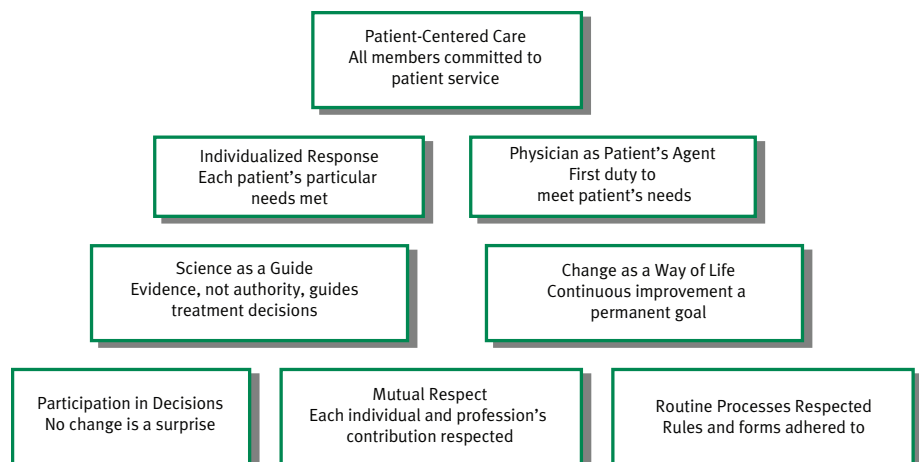 Patient-Centered Care
All members committed to
patient service
Individualized Response
Each patient’s particular
needs met
Physician as Patient’s Agent
First duty to
meet patient’s needs
Science as a Guide
Evidence, not authority, guides
treatment decisions
Change as a Way of Life
Continuous improvement a
permanent goal
Participation in Decisions
No change is a surprise
Mutual Respect
Each individual and profession’s
contribution respected
Routine Processes Respected
Rules and forms adhered to